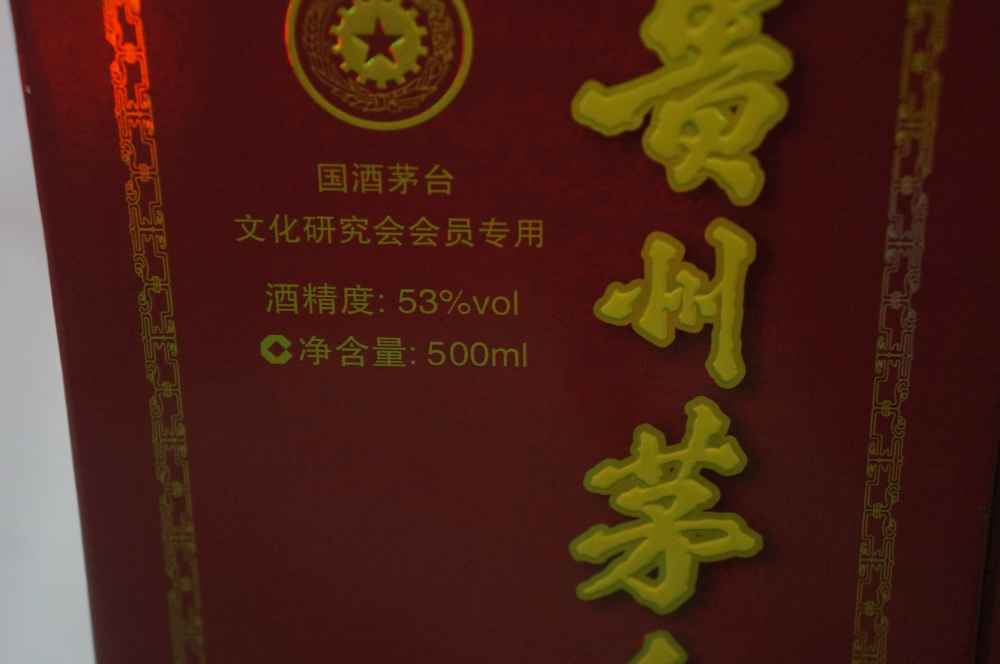 国酒茅台
文化研究会会员专用
酒精度: 53%vol
净含量: 500ml
贵州茅